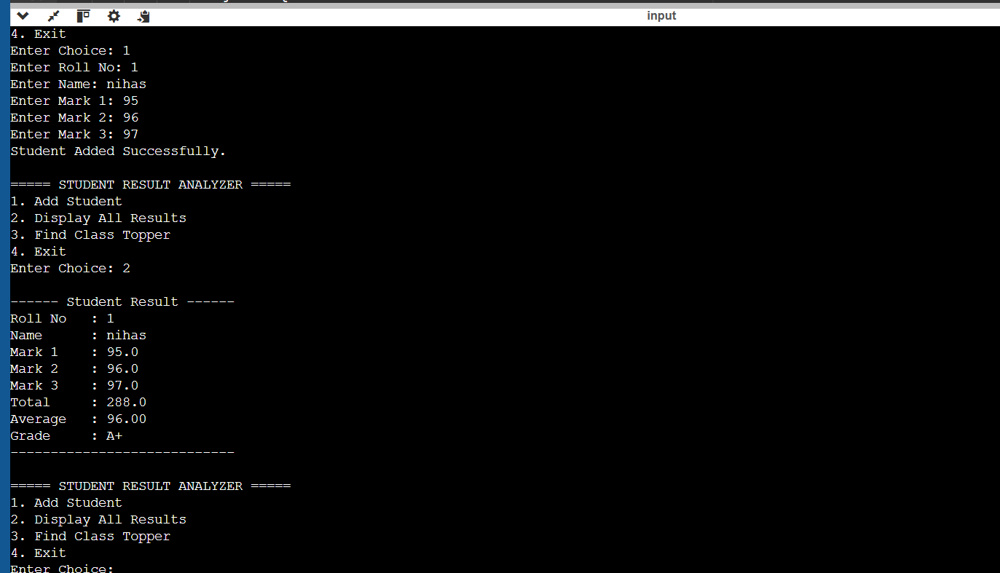 input
4. Exit
Enter Choice: 1
Enter Roll No: 1
Enter Name: nihas
Enter Mark 1: 95
Enter Mark 2: 96
Enter Mark 3: 97
Student Added Successfully.
===== STUDENT RESULT ANALYZER =====
1. Add Student
2. Display All Results
3. Find Class Topper
4. Exit
Enter Choice: 2
------ Student Result ------
Roll No   : 1
Name      : nihas
Mark 1    : 95.0
Mark 2    : 96.0
Mark 3    : 97.0
Total     : 288.0
Average   : 96.00
Grade     : A+
----------------------------
===== STUDENT RESULT ANALYZER =====
1. Add Student
2. Display All Results
3. Find Class Topper
4. Exit
Enter Choice: